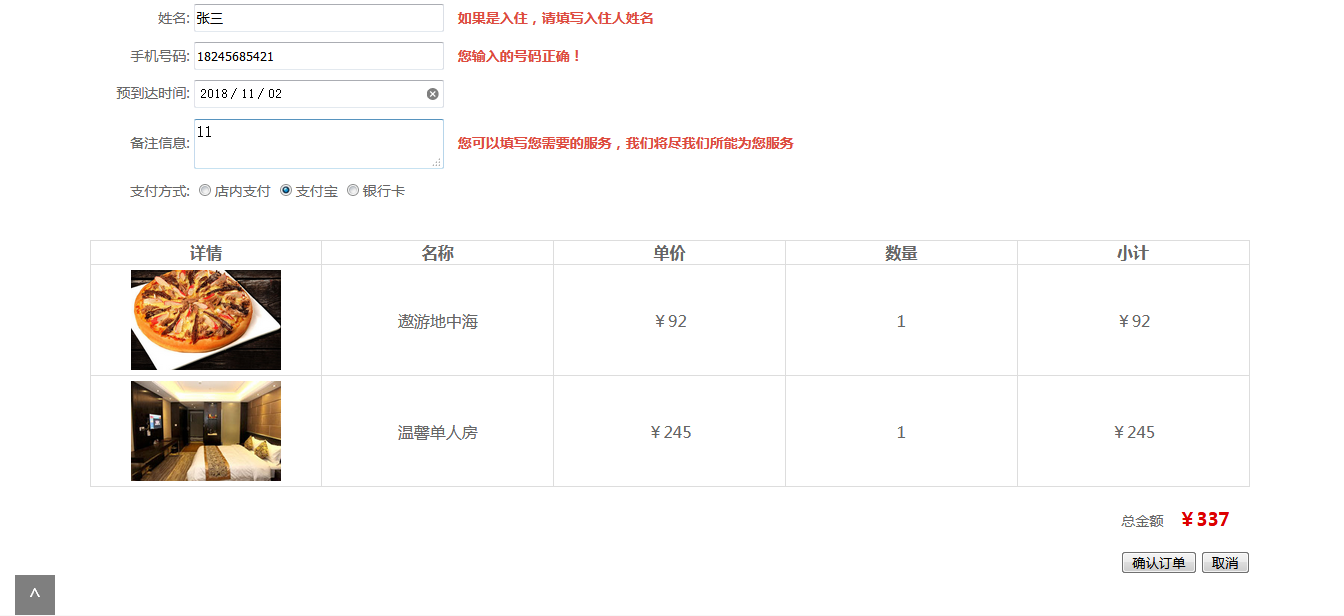 姓名: 张三 如果是入住，请填写入住人姓名
手机号码: 18245685421 您输入的号码正确！
预到达时间: 2018 / 11 / 02
备注信息: 11 您可以填写您需要的服务，我们将尽我们所能为您服务
支付方式: 店内支付 支付宝 银行卡
详情 名称 单价 数量 小计
遨游地中海 ￥92 1 ￥92
温馨单人房 ￥245 1 ￥245
总金额 ￥337
确认订单 取消
^